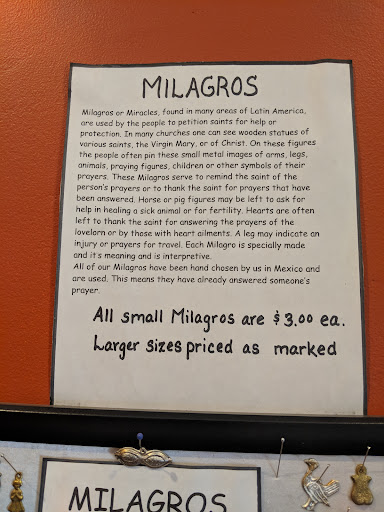 MILAGROS
Milagros or Miracles, found in many areas of Latin America,
are used by the people to petition saints for help or
protection. In many churches one can see wooden statues of
various saints, the Virgin Mary, or of Christ. On these figures
the people often pin these small metal images of arms, legs,
animals, praying figures, children or other symbols of their
prayers. These Milagros serve to remind the saint of the
person's prayers or to thank the saint for prayers that have
been answered. Horse or pig figures may be left to ask for
help in healing a sick animal or for fertility. Hearts are often
left to thank the saint for answering the prayers of the
lovelorn or by those with heart ailments. A leg may indicate an
injury or prayers for travel. Each Milagro is specially made
and it's meaning and is interpretive.
All of our Milagros have been hand chosen by us in Mexico and
are used. This means they have already answered someone's
prayer.
All small Milagros are $3.00 ea.
Larger sizes priced as marked
MILAGROS